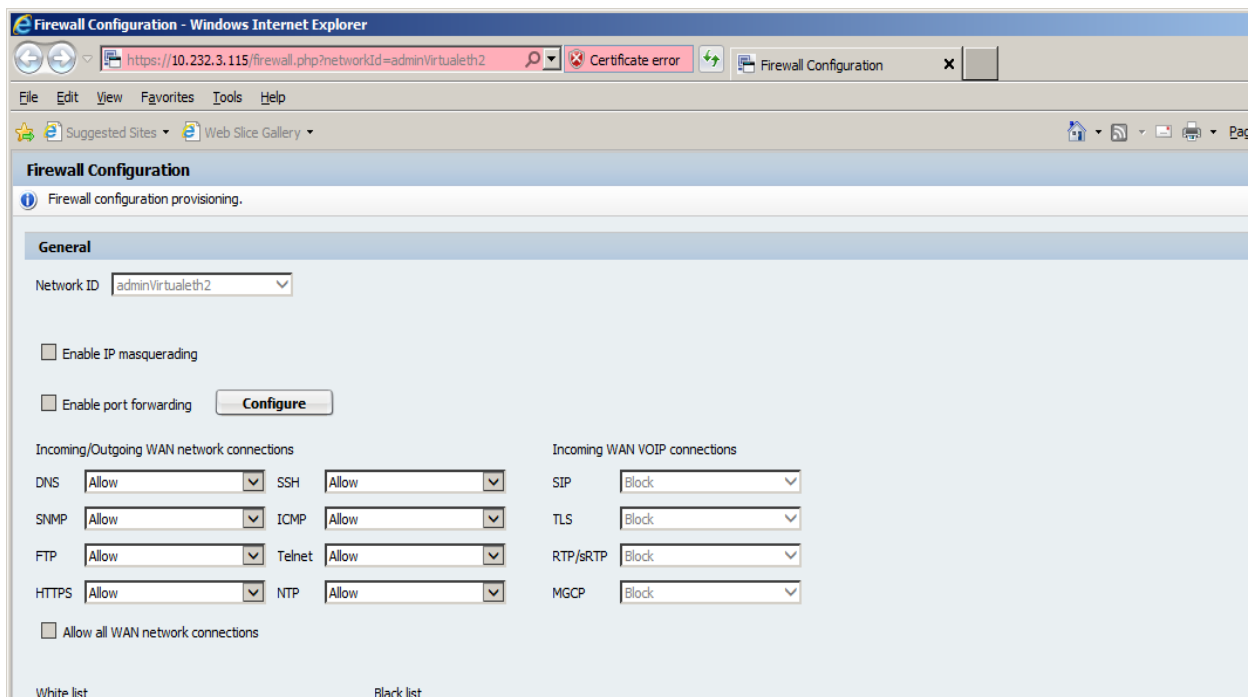 Firewall Configuration - Windows Internet Explorer
https://10.232.3.115/firewall.php?networkId=adminVirtualeth2 Certificate error Firewall Configuration
File Edit View Favorites Tools Help
Suggested Sites Web Slice Gallery
Firewall Configuration
Firewall configuration provisioning.
General
Network ID adminVirtualeth2
Enable IP masquerading
Enable port forwarding Configure
Incoming/Outgoing WAN network connections Incoming WAN VOIP connections
DNS Allow SSH Allow SIP Block
SNMP Allow ICMP Allow TLS Block
FTP Allow Telnet Allow RTP/sRTP Block
HTTPS Allow NTP Allow MGCP Block
Allow all WAN network connections
White list Black list